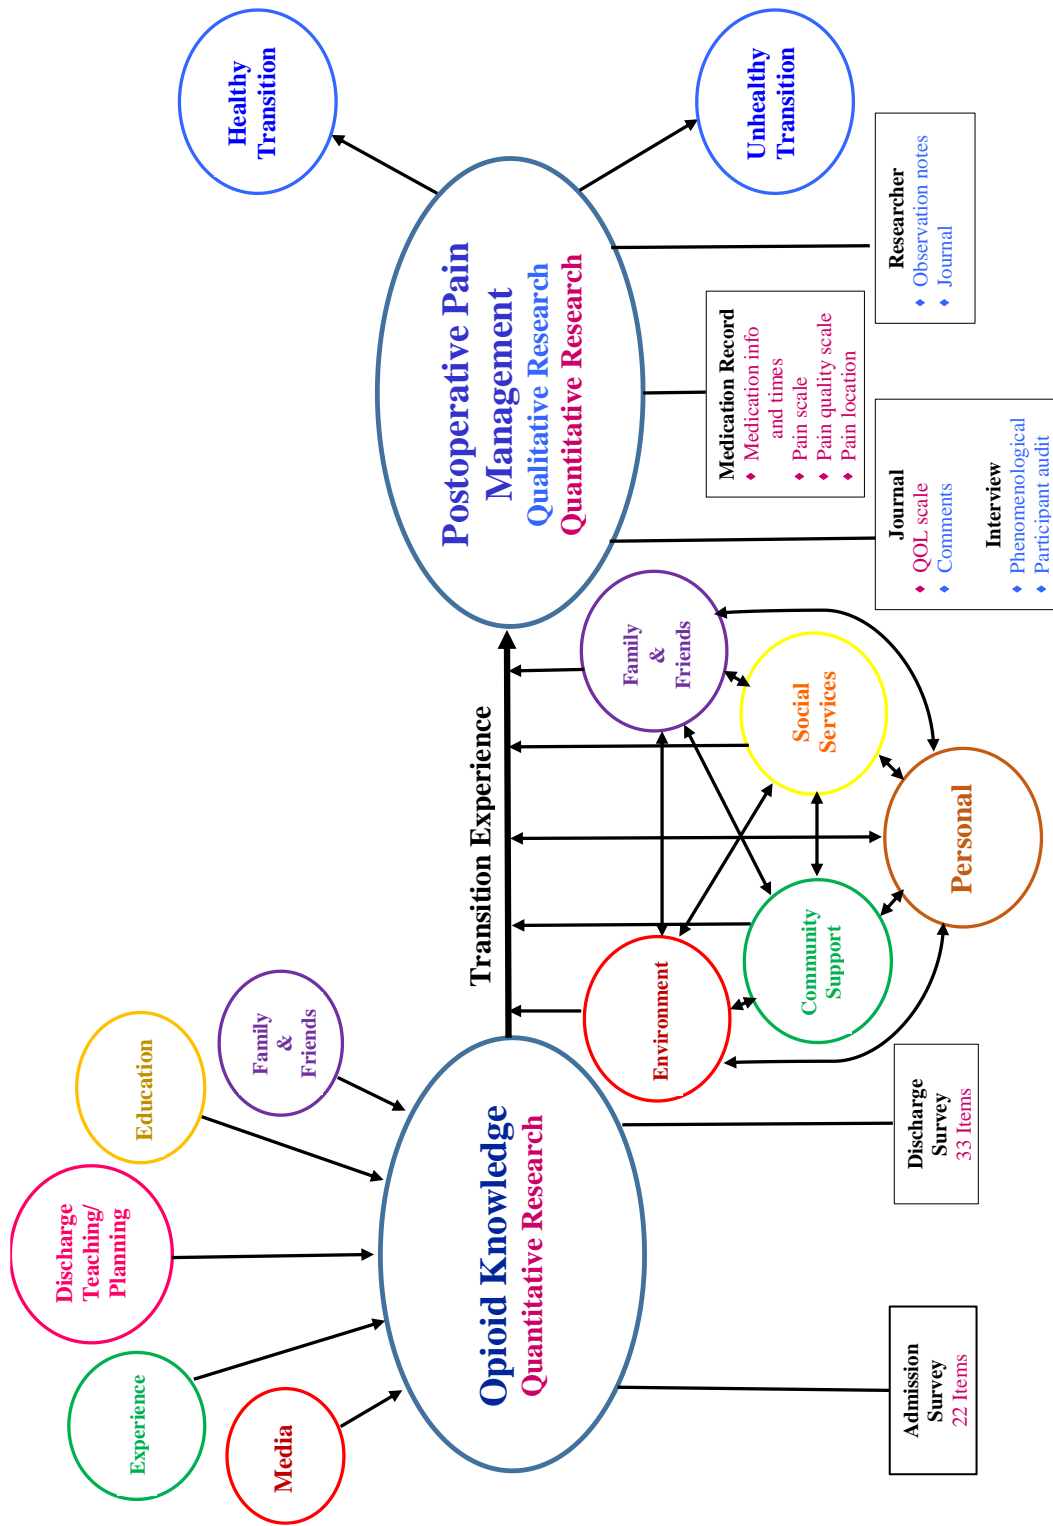 Experience
Media
Discharge
Teaching/
Planning
Education
Family
&
Friends
Opioid Knowledge
Quantitative Research
Admission
Survey
22 Items
Discharge
Survey
33 Items
Transition Experience
Environment
Community
Support
Personal
Social
Services
Family
&
Friends
Postoperative Pain
Management
Qualitative Research
Quantitative Research
Healthy
Transition
Unhealthy
Transition
Journal
♦ QOL scale
♦ Comments
Interview
♦ Phenomenological
♦ Participant audit
Medication Record
♦ Medication info
and times
♦ Pain scale
♦ Pain quality scale
♦ Pain location
Researcher
♦ Observation notes
♦ Journal